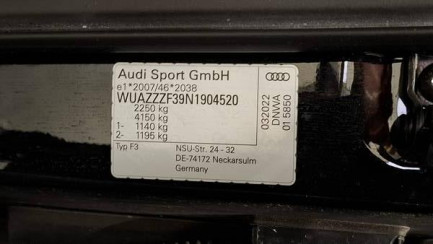 Audi Sport GmbH
e1*2007/46*2038
WUAZZZF39N1904520
2250 kg
4150 kg
1- 1140 kg
2- 1195 kg
Typ F3
NSU-Str. 24 - 32
DE-74172 Neckarsulm
Germany
032022
DNWA
01 5850